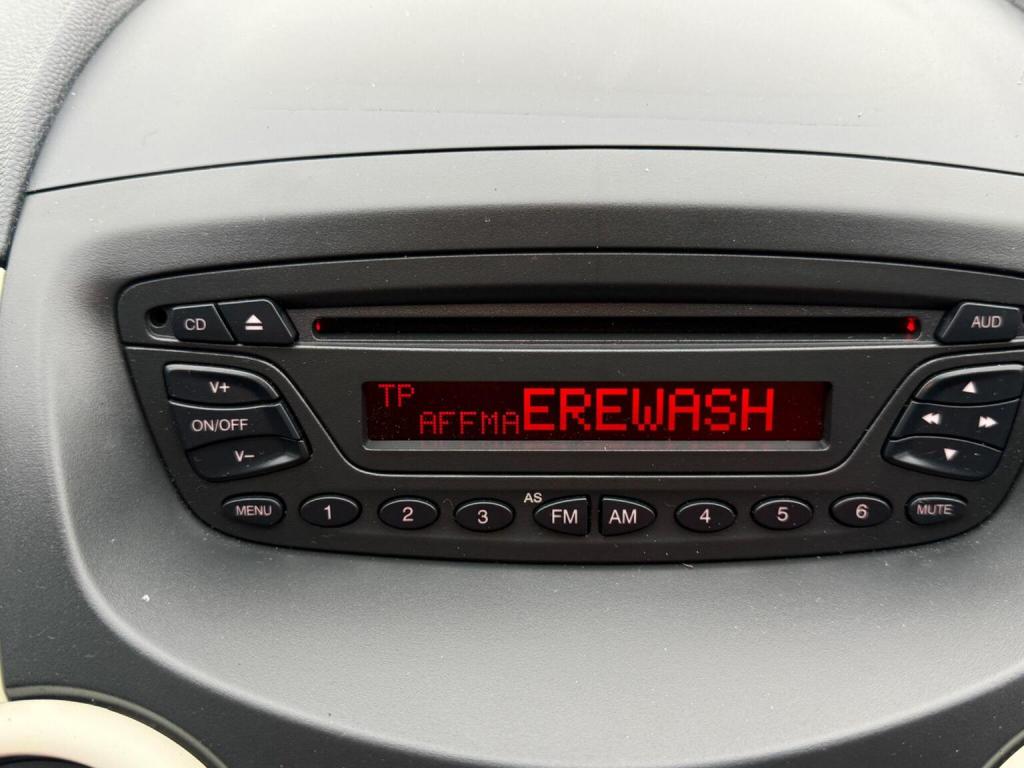 CD
AUD
V+
TP
ON/OFF
AFFMA EREWASH
V–
MENU 1 2 3 AS FM AM 4 5 6 MUTE